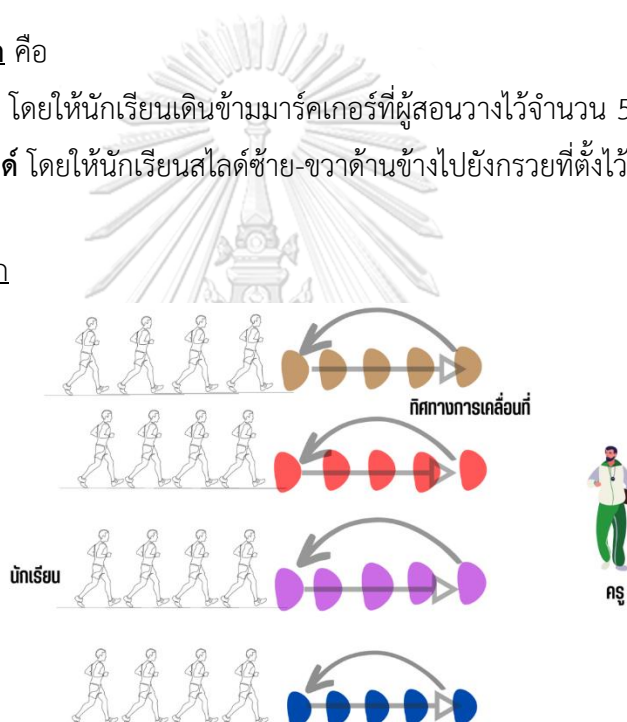 คือ
โดยให้นักเรียนเดินข้ามมาร์คเกอร์ที่ผู้สอนวางไว้จำนวน 5
ด์ โดยให้นักเรียนสไลด์ซ้าย-ขวาด้านข้างไปยังกรวยที่ตั้งไว้
ทิศทางการเคลื่อนที่
นักเรียน
ครู